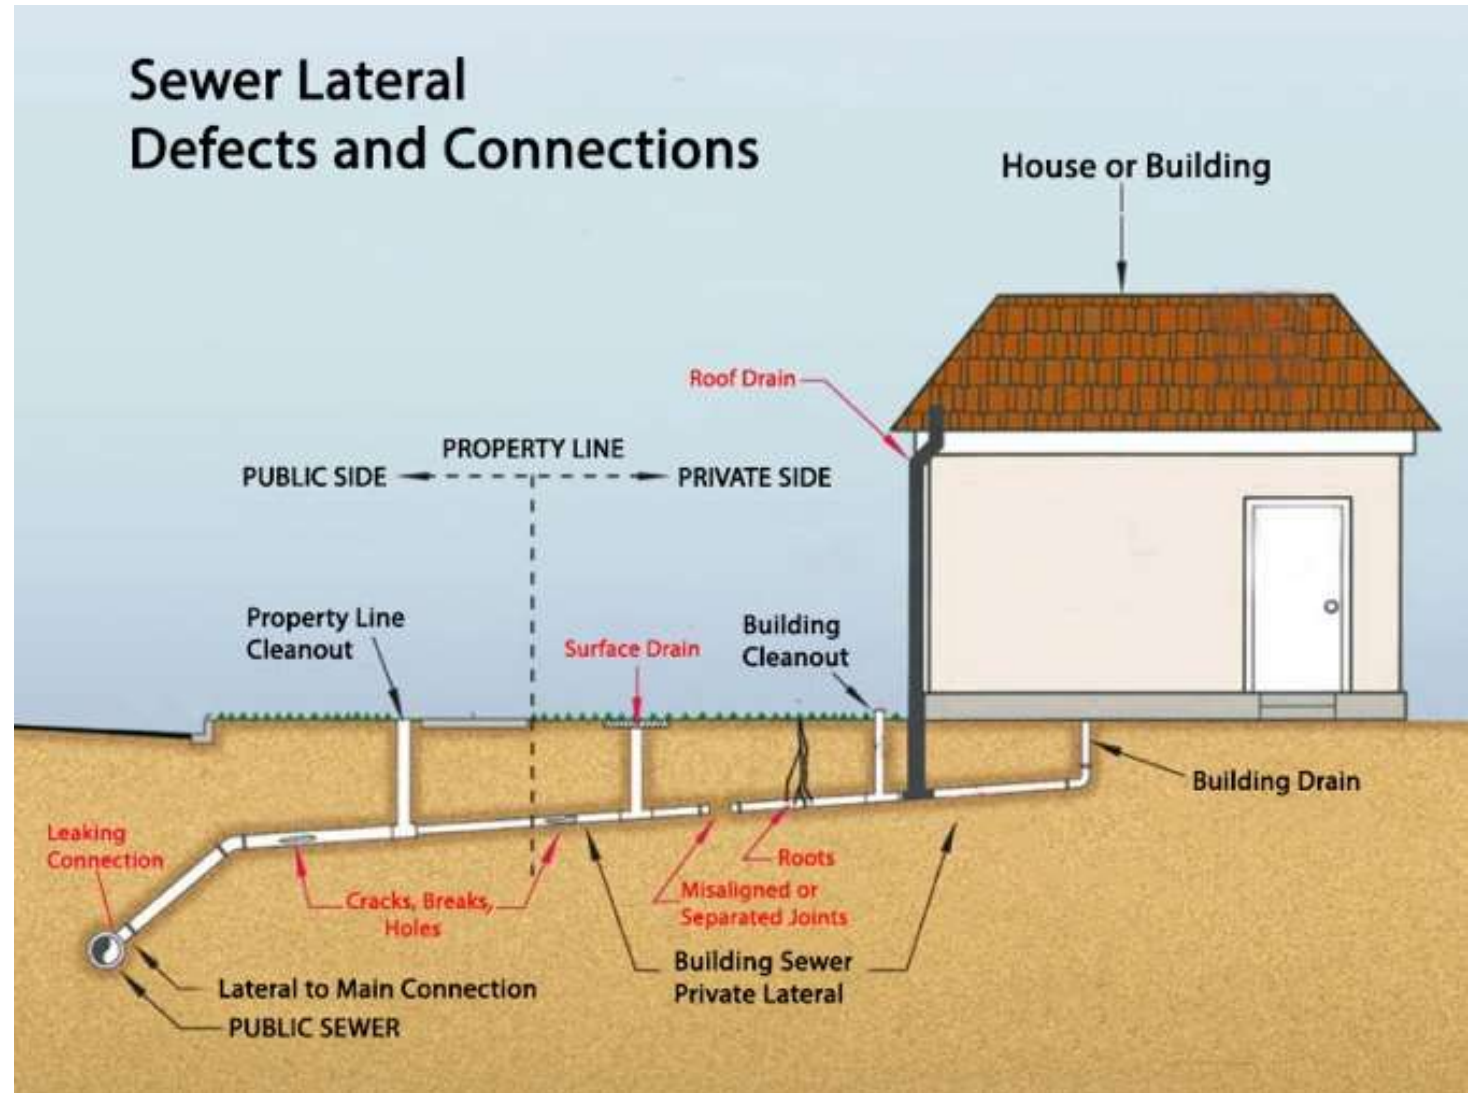 Sewer Lateral
Defects and Connections
House or Building
Roof Drain
PROPERTY LINE
PUBLIC SIDE
PRIVATE SIDE
Property Line
Cleanout
Surface Drain
Building
Cleanout
Building Drain
Leaking
Connection
Cracks, Breaks,
Holes
Roots
Misaligned or
Separated Joints
Building Sewer
Private Lateral
Lateral to Main Connection
PUBLIC SEWER